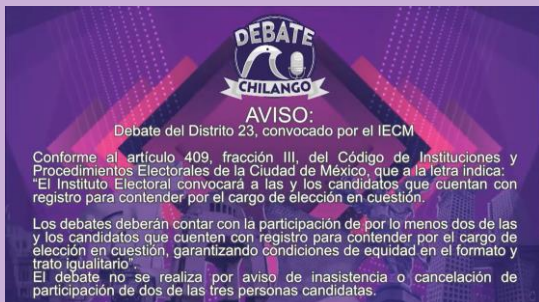 DEBATE
CHILANGO
AVISO:
Debate del Distrito 23, convocado por el IECM
Conforme al artículo 409, fracción III, del Código de Instituciones y
Procedimientos Electorales de la Ciudad de México, que a la letra indica:
"El Instituto Electoral convocará a las y los candidatos que cuentan con
registro para contender por el cargo de elección en cuestión.
Los debates deberán contar con la participación de por lo menos dos de las
y los candidatos que cuenten con registro para contender por el cargo de
elección en cuestión, garantizando condiciones de equidad en el formato y
trato igualitario".
El debate no se realiza por aviso de inasistencia o cancelación de
participación de dos de las tres personas candidatas.